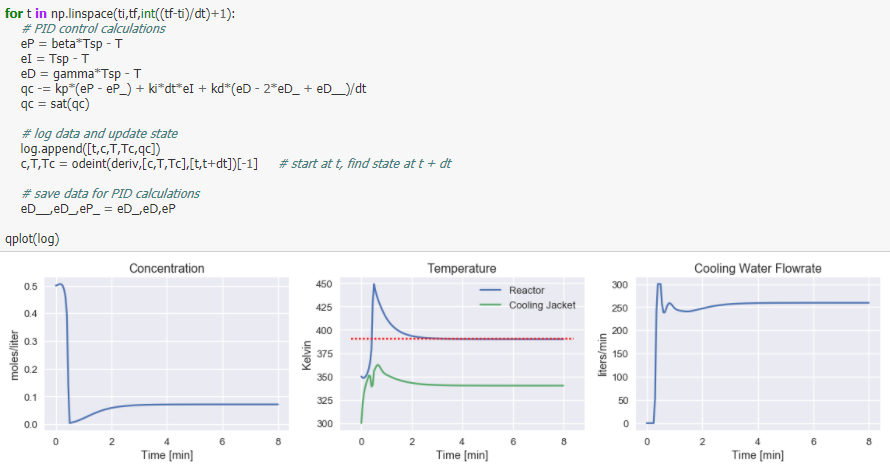 for t in np.linspace(ti,tf,int((tf-ti)/dt)+1):
# PID control calculations
eP = beta*Tsp - T
eI = Tsp - T
eD = gamma*Tsp - T
qc -= kp*(eP - eP_) + ki*dt*eI + kd*(eD - 2*eD_ + eD__)/dt
qc = sat(qc)
# log data and update state
log.append([t,c,T,Tc,qc])
c,T,Tc = odeint(deriv,[c,T,Tc],[t,t+dt])[-1] # start at t, find state at t + dt
# save data for PID calculations
eD__,eD_,eP_ = eD_,eD,eP
qplot(log)
Concentration
moles/liter
0.5
0.4
0.3
0.2
0.1
0.0
0 2 4 6 8
Time [min]
Temperature
Kelvin
450
425
400
375
350
325
300
Reactor
Cooling Jacket
0 2 4 6 8
Time [min]
Cooling Water Flowrate
liters/min
300
250
200
150
100
50
0
0 2 4 6 8
Time [min]